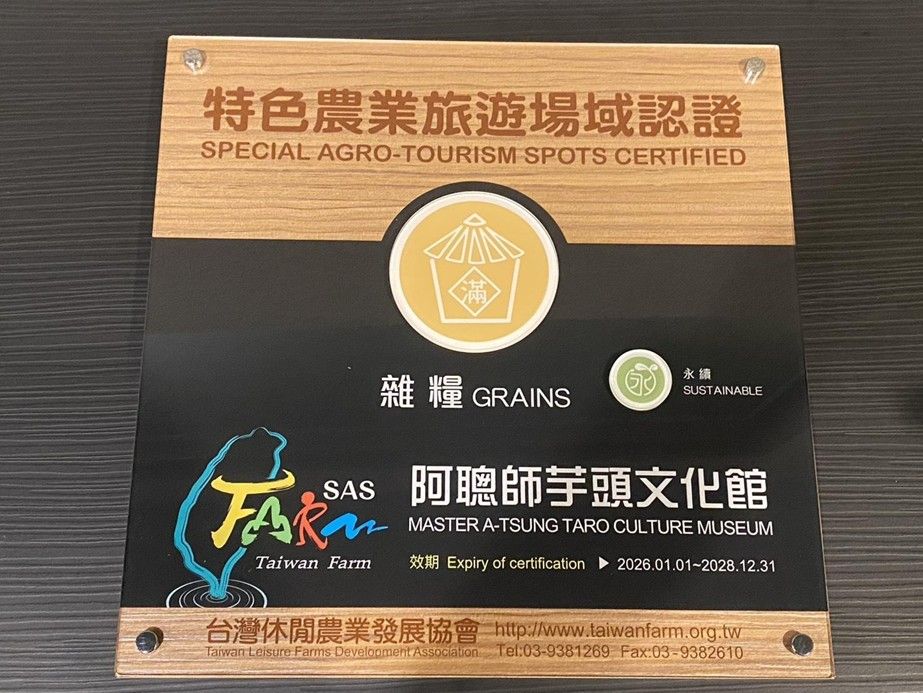 特色農業旅遊場域認證
SPECIAL AGRO-TOURISM SPOTS CERTIFIED
滿
雜糧 GRAINS
永
永續
SUSTAINABLE
FARM
SAS
Taiwan Farm
阿聰師芋頭文化館
MASTER A-TSUNG TARO CULTURE MUSEUM
效期 Expiry of certification ▶ 2026.01.01~2028.12.31
台灣休閒農業發展協會 http://www.taiwanfarm.org.tw
Taiwan Leisure Farms Development Association Tel:03-9381269 Fax:03-9382610